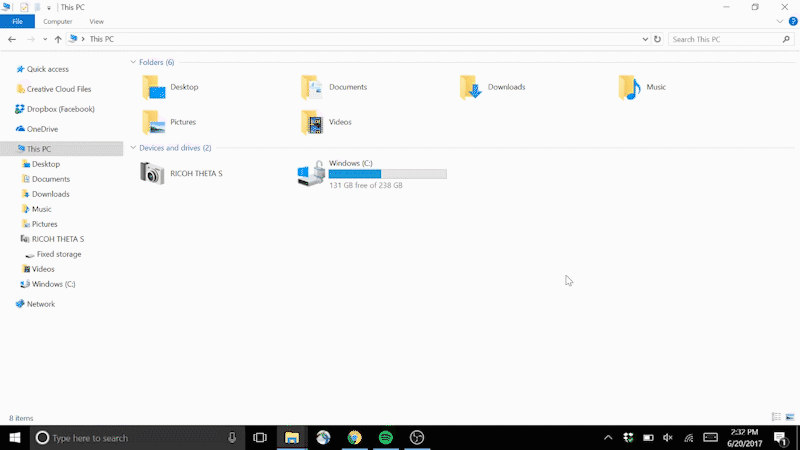 This PC
File Computer View
This PC
Search This PC
Quick access
Creative Cloud Files
Dropbox (Facebook)
OneDrive
This PC
Desktop
Documents
Downloads
Music
Pictures
RICOH THETA S
Fixed storage
Videos
Windows (C:)
Network
Folders (6)
Desktop Documents Downloads Music
Pictures Videos
Devices and drives (2)
RICOH THETA S
Windows (C:)
131 GB free of 238 GB
8 items
Type here to search
2:32 PM
6/20/2017
1